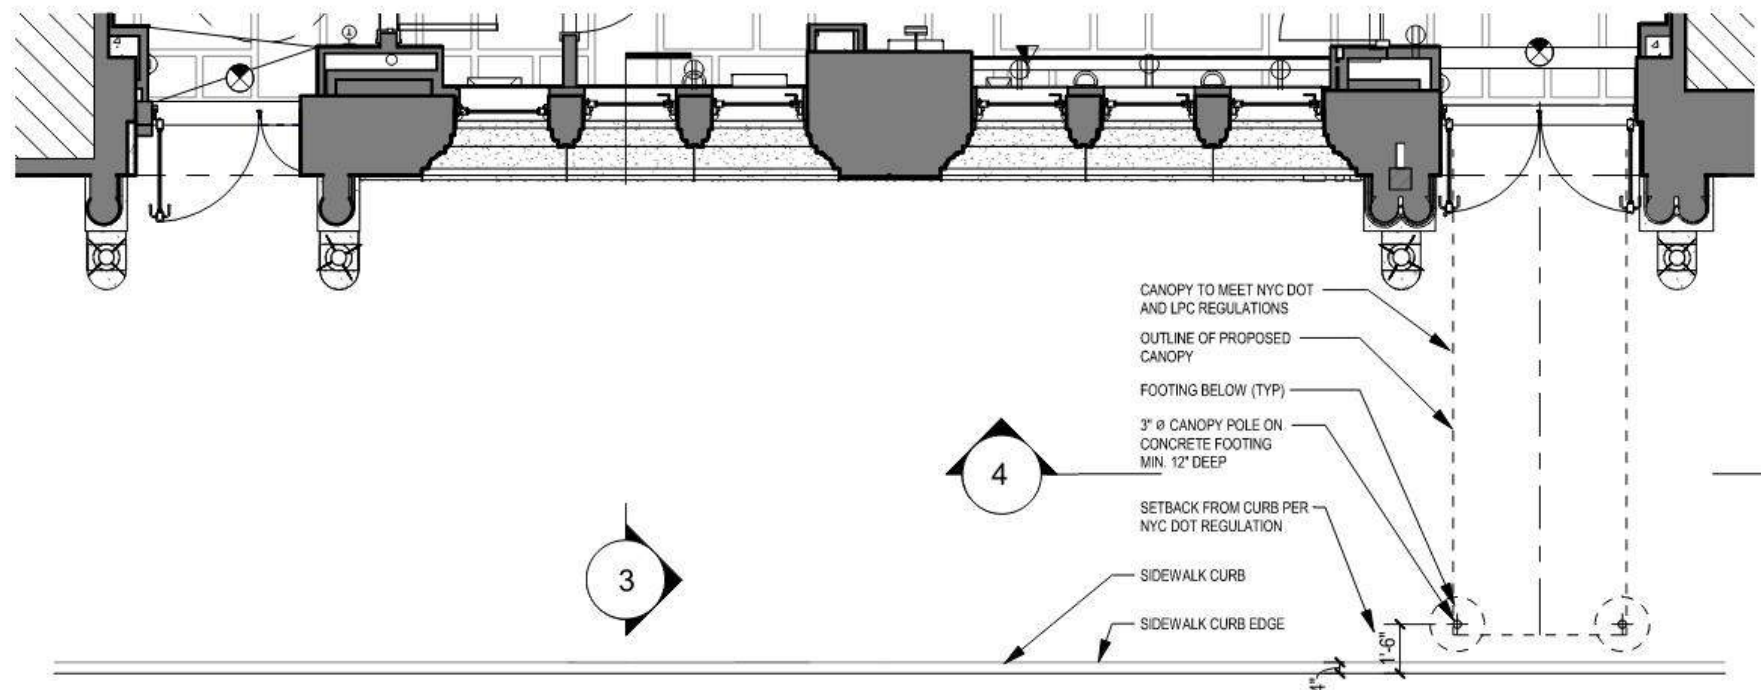 CANOPY TO MEET NYC DOT
AND LPC REGULATIONS
OUTLINE OF PROPOSED
CANOPY
FOOTING BELOW (TYP)
3" Ø CANOPY POLE ON
CONCRETE FOOTING
MIN. 12" DEEP
4
SETBACK FROM CURB PER
NYC DOT REGULATION
3
SIDEWALK CURB
SIDEWALK CURB EDGE
1'-6"
4"